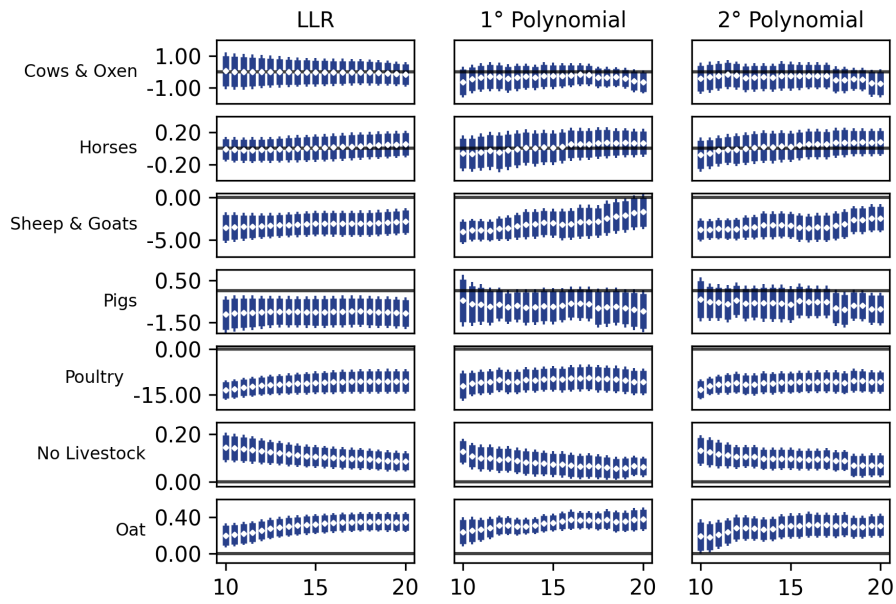 LLR 1° Polynomial 2° Polynomial
Cows & Oxen 1.00
-1.00
Horses 0.20
-0.20
Sheep & Goats 0.00
-5.00
Pigs 0.50
-1.50
Poultry 0.00
-15.00
No Livestock 0.20
0.00
Oat 0.40
0.00
10 15 20 10 15 20 10 15 20